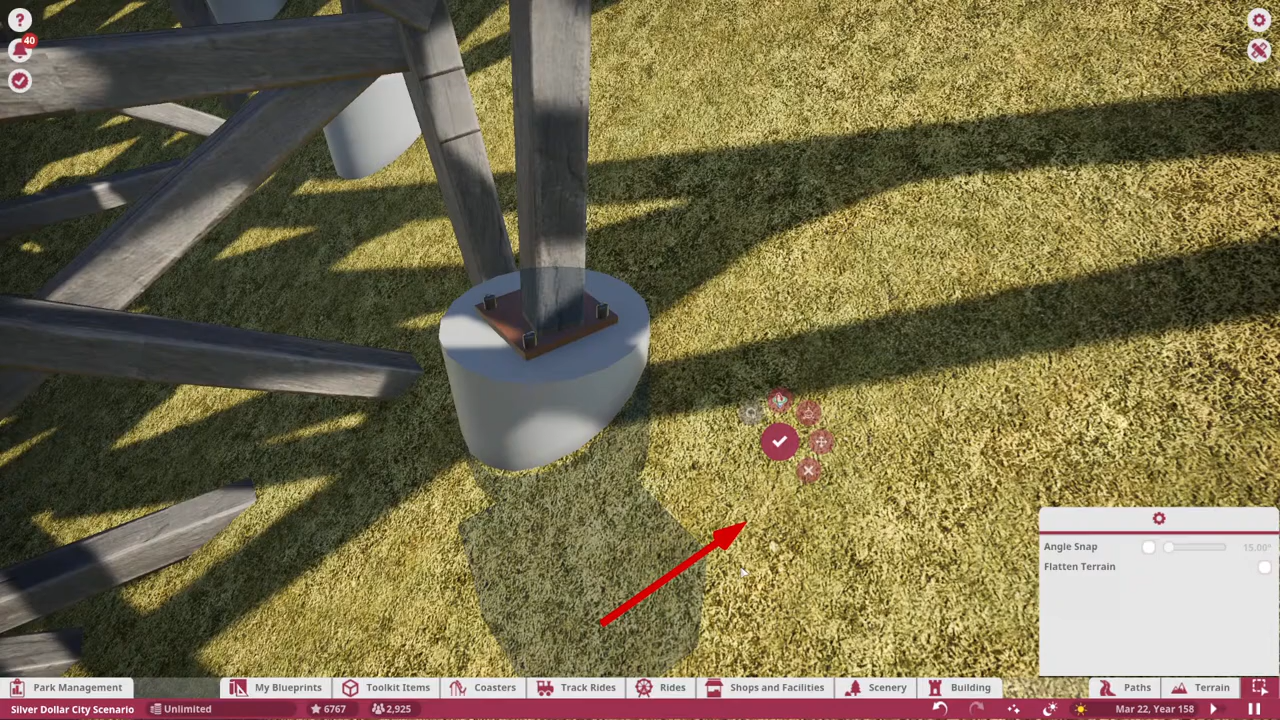 ?
40
Angle Snap 15.00°
Flatten Terrain
Park Management My Blueprints Toolkit Items Coasters Track Rides Rides Shops and Facilities Scenery Building Paths Terrain
Silver Dollar City Scenario Unlimited 6767 2,925 Mar 22, Year 158